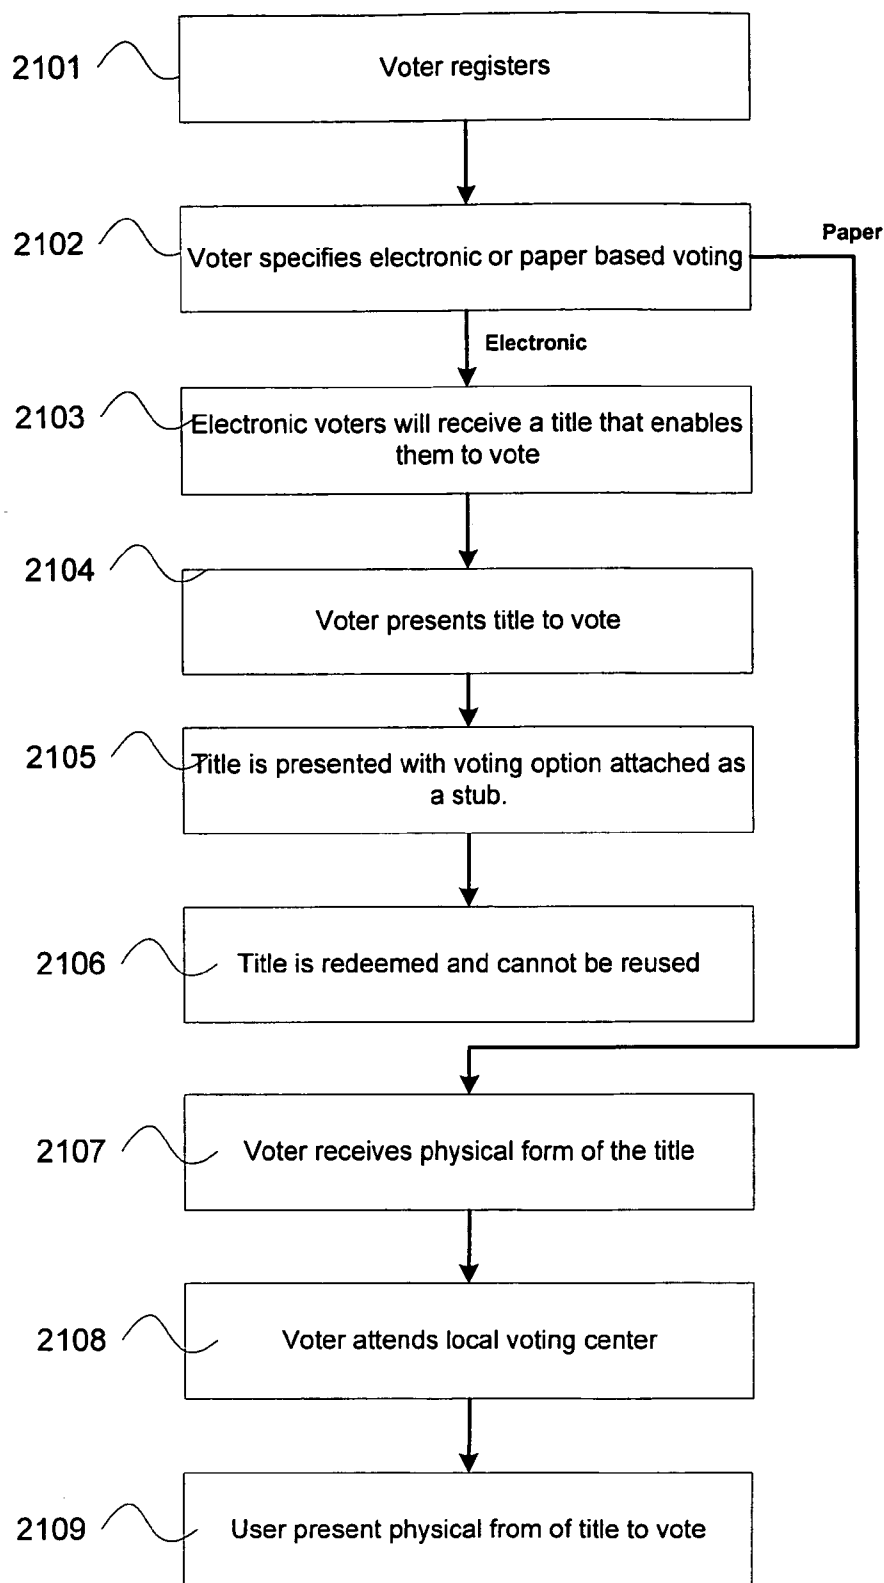 2101
Voter registers
2102
Voter specifies electronic or paper based voting
Paper
Electronic
2103
Electronic voters will receive a title that enables
them to vote
2104
Voter presents title to vote
2105
Title is presented with voting option attached as
a stub.
2106
Title is redeemed and cannot be reused
2107
Voter receives physical form of the title
2108
Voter attends local voting center
2109
User present physical from of title to vote